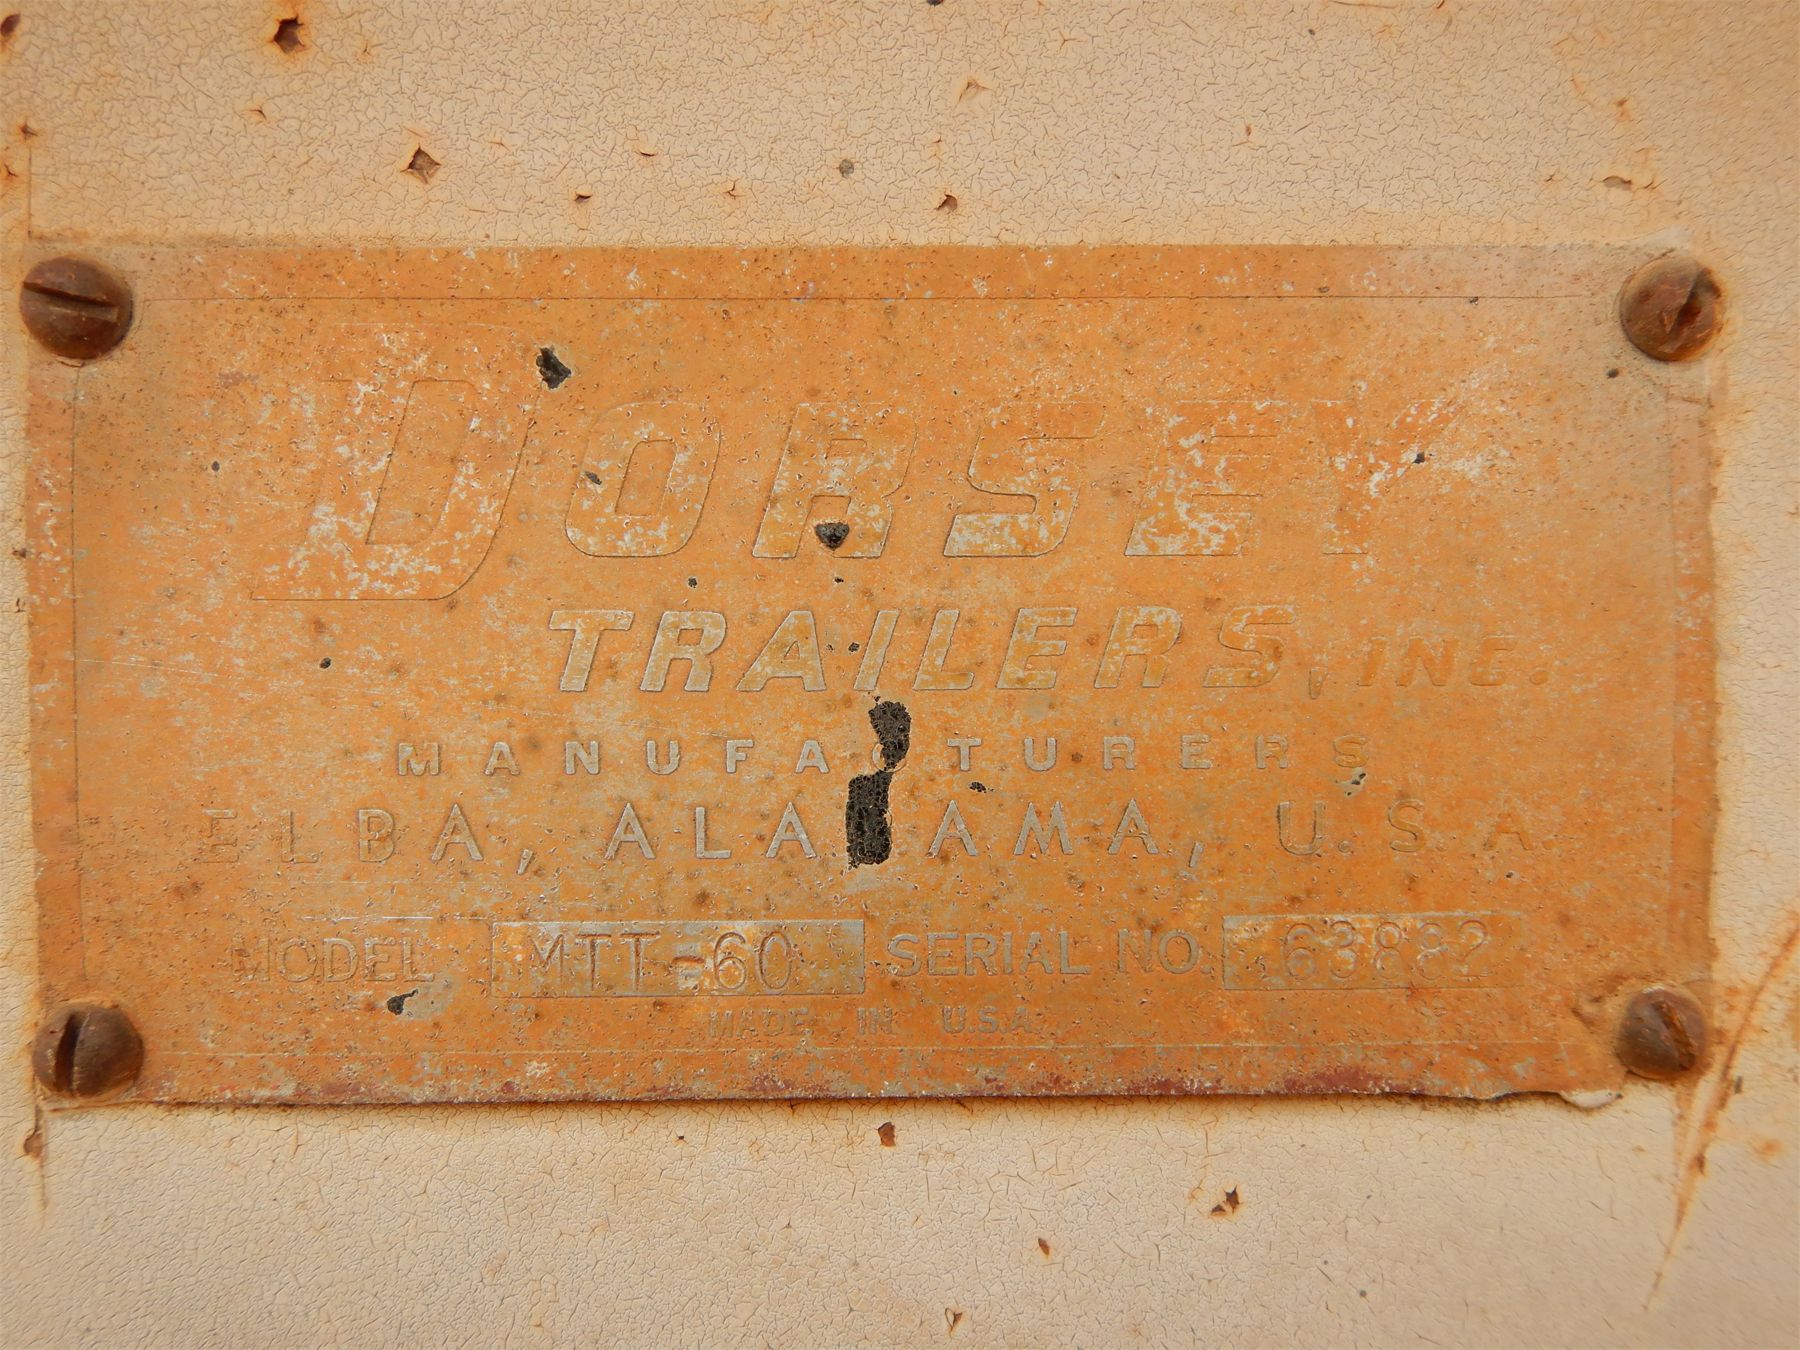 DORSEY
TRAILERS, INC.
MANUFACTURERS
ELBA, ALABAMA, U.S.A.
MODEL MTT-60 SERIAL NO. 63882
MADE IN U.S.A.